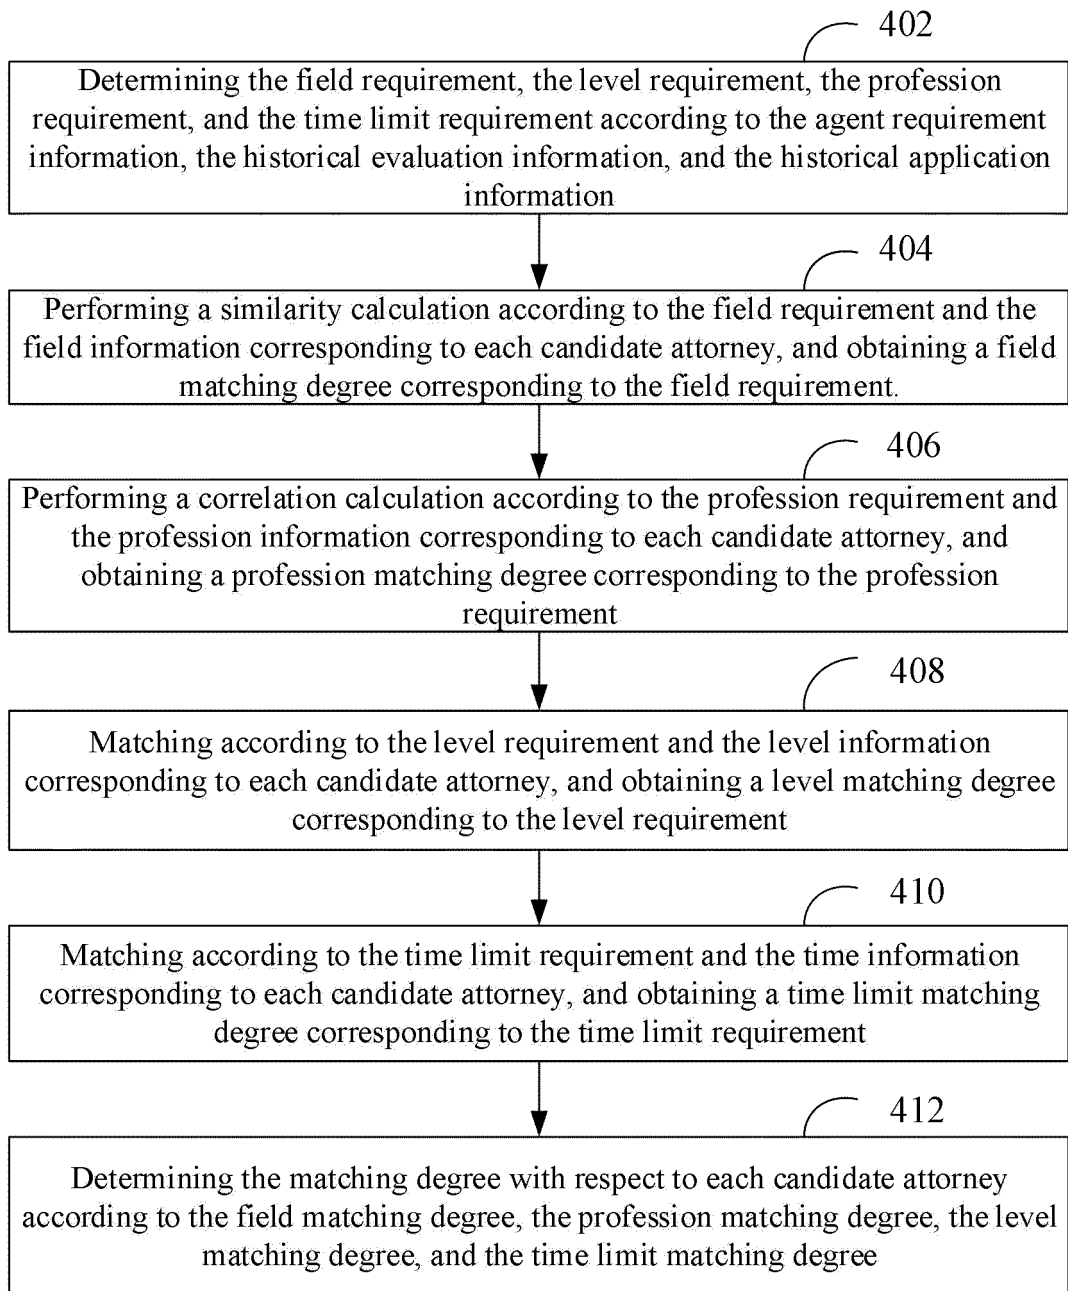 402
Determining the field requirement, the level requirement, the profession
requirement, and the time limit requirement according to the agent requirement
information, the historical evaluation information, and the historical application
information
404
Performing a similarity calculation according to the field requirement and the
field information corresponding to each candidate attorney, and obtaining a field
matching degree corresponding to the field requirement.
406
Performing a correlation calculation according to the profession requirement and
the profession information corresponding to each candidate attorney, and
obtaining a profession matching degree corresponding to the profession
requirement
408
Matching according to the level requirement and the level information
corresponding to each candidate attorney, and obtaining a level matching degree
corresponding to the level requirement
410
Matching according to the time limit requirement and the time information
corresponding to each candidate attorney, and obtaining a time limit matching
degree corresponding to the time limit requirement
412
Determining the matching degree with respect to each candidate attorney
according to the field matching degree, the profession matching degree, the level
matching degree, and the time limit matching degree